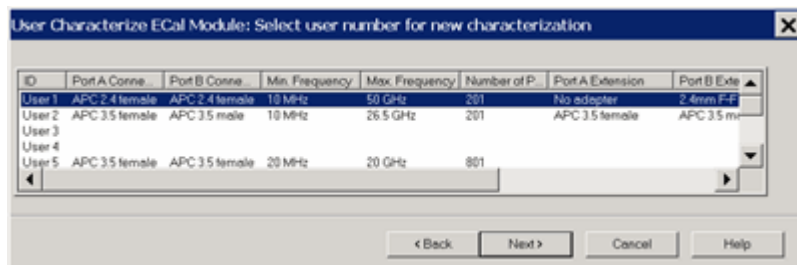 User Characterize ECal Module: Select user number for new characterization
ID Port A Conne... Port B Conne... Min. Frequency Max. Frequency Number of P... Port A Extension Port B Exte
User 1 APC 2.4 female APC 2.4 female 10 MHz 50 GHz 201 No adapter 2.4mm F-F
User 2 APC 3.5 female APC 3.5 male 10 MHz 26.5 GHz 201 APC 3.5 female APC 3.5 m
User 3
User 4
User 5 APC 3.5 female APC 3.5 female 20 MHz 20 GHz 801
< Back Next > Cancel Help